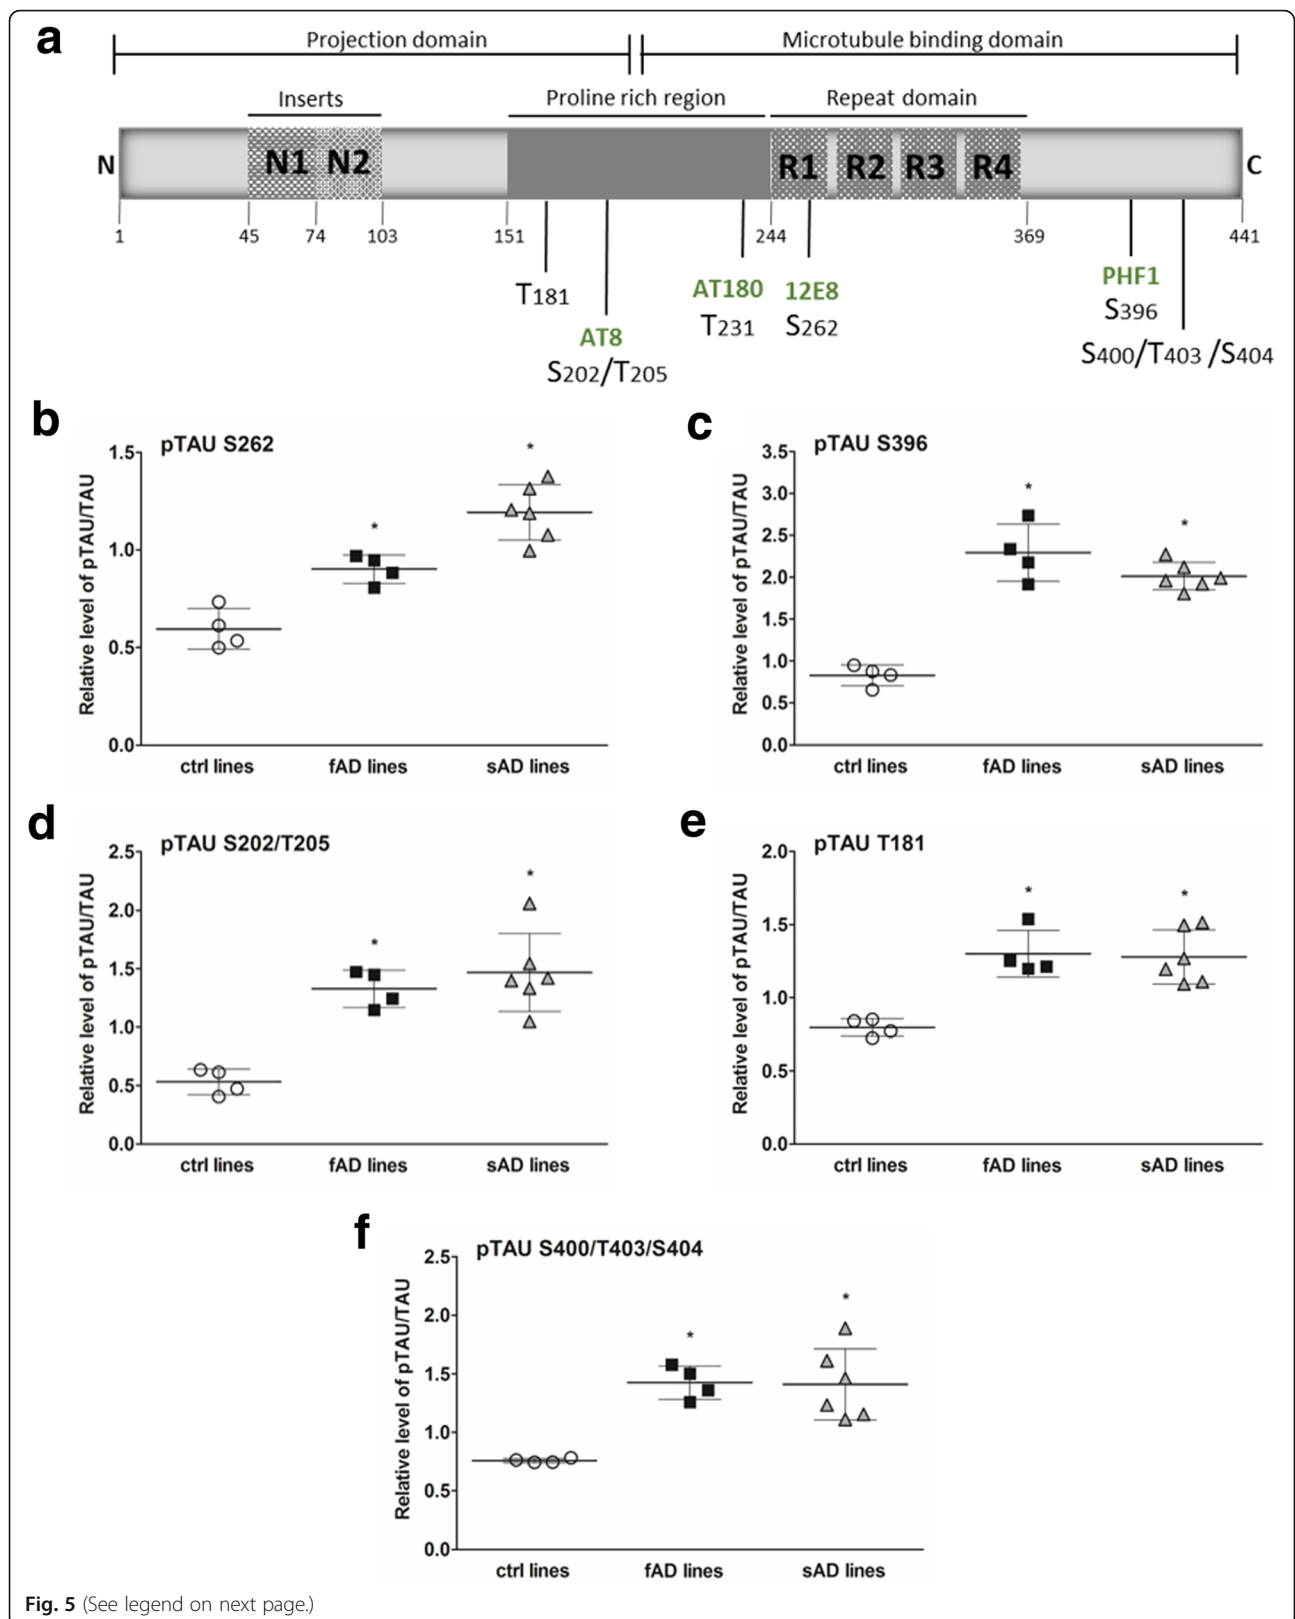 a
Projection domain
Microtubule binding domain
Inserts
Proline rich region
Repeat domain
N
N1
N2
R1
R2
R3
R4
C
1
45
74
103
151
244
369
441
T181
AT8
S202/T205
AT180
T231
12E8
S262
PHF1
S396
S400/T403 /S404
b
pTAU S262
*
*
Relative level of pTAU/TAU
1.5
1.0
0.5
0.0
ctrl lines
fAD lines
sAD lines
c
pTAU S396
*
*
Relative level of pTAU/TAU
3.5
3.0
2.5
2.0
1.5
1.0
0.5
0.0
ctrl lines
fAD lines
sAD lines
d
pTAU S202/T205
*
*
Relative level of pTAU/TAU
2.5
2.0
1.5
1.0
0.5
0.0
ctrl lines
fAD lines
sAD lines
e
pTAU T181
*
*
Relative level of pTAU/TAU
2.0
1.5
1.0
0.5
0.0
ctrl lines
fAD lines
sAD lines
f
pTAU S400/T403/S404
*
*
Relative level of pTAU/TAU
2.5
2.0
1.5
1.0
0.5
0.0
ctrl lines
fAD lines
sAD lines
Fig. 5 (See legend on next page.)